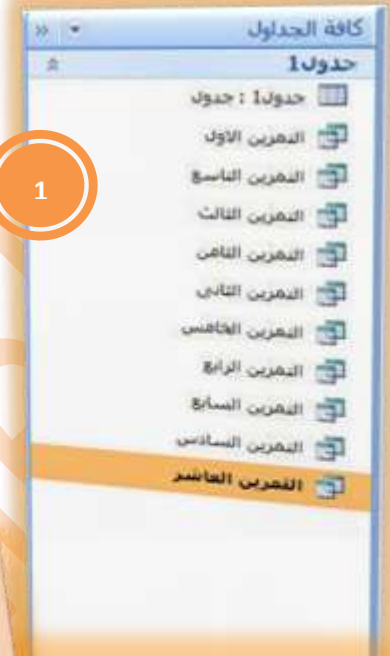 كافة الجداول
جدول1
جدول1 : جدول
التمرين الاول
التمرين التاسع
التمرين الثالث
التمرين الثامن
التمرين الثاني
التمرين الخامس
التمرين الرابع
التمرين السابع
التمرين السادس
التمرين العاشر
1